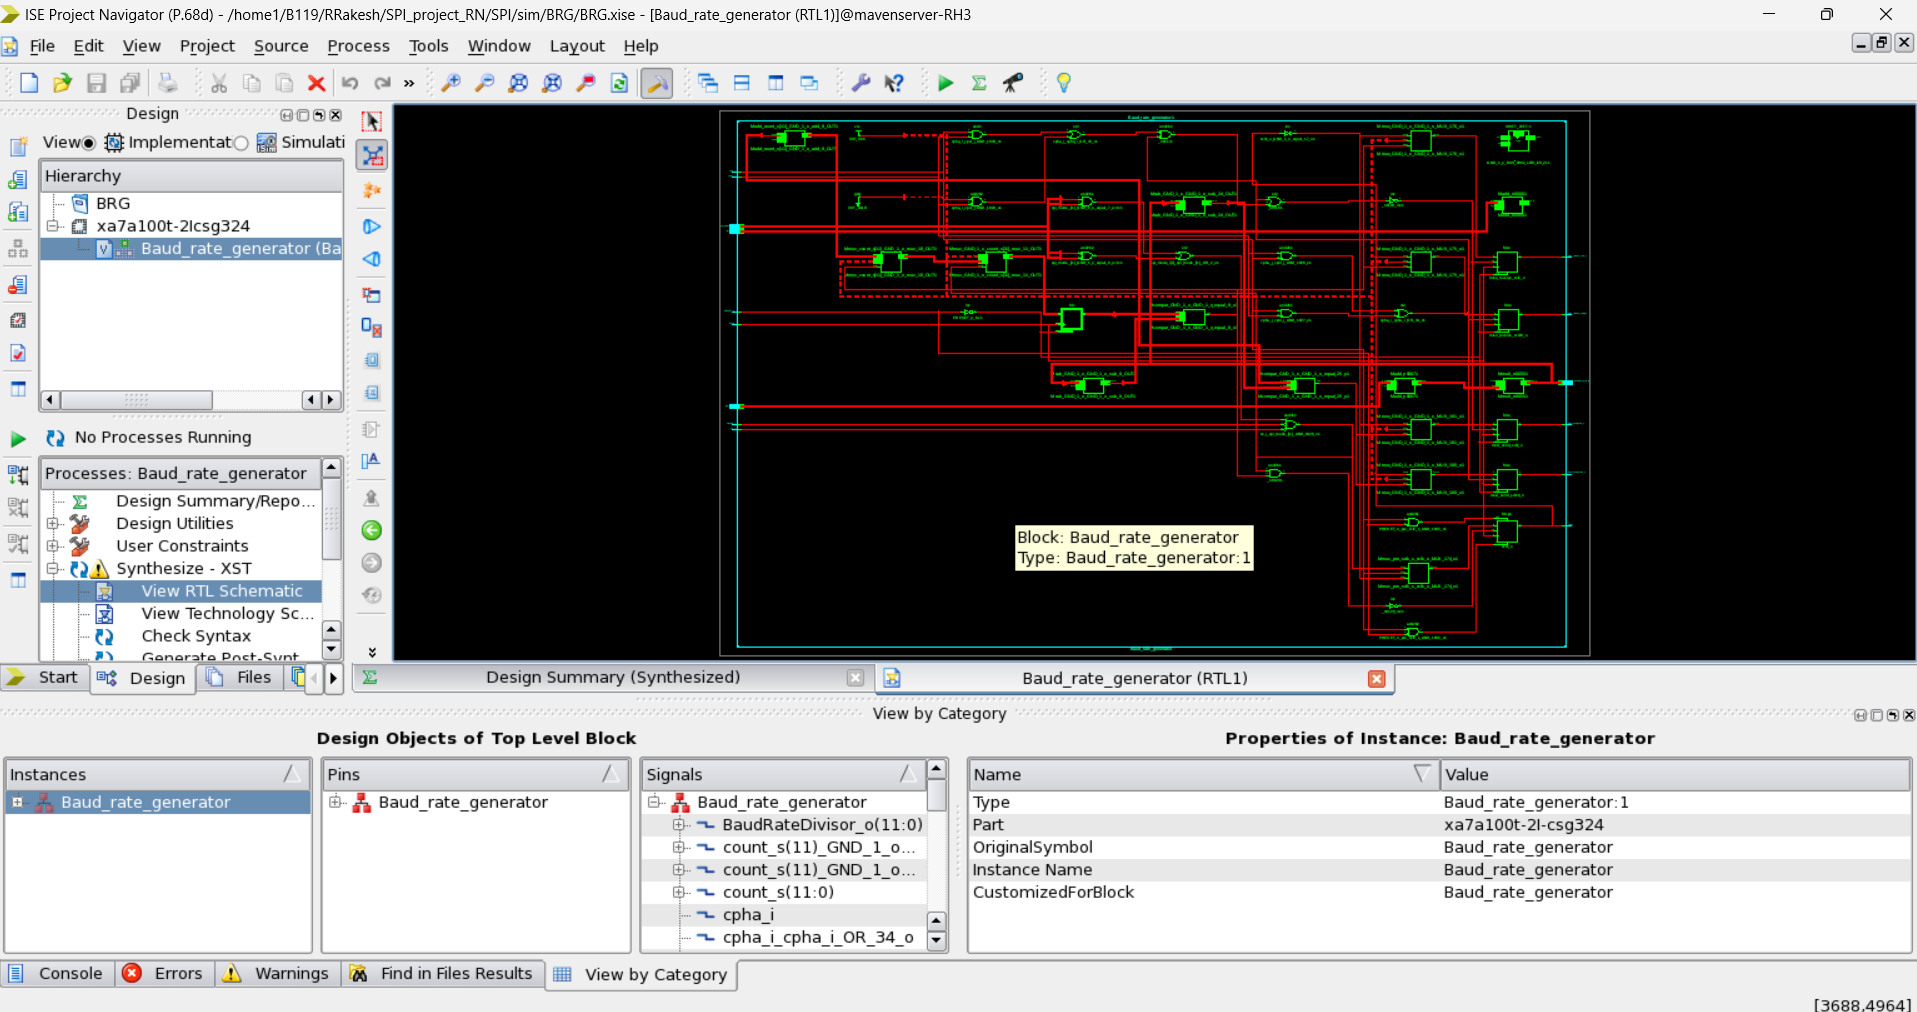 ISE Project Navigator (P.68d) - /home1/B119/RRakesh/SPI_project_RN/SPI/sim/BRG/BRG.xise - [Baud_rate_generator (RTL1)]@mavenserver-RH3
File Edit View Project Source Process Tools Window Layout Help
Design
View Implementat Simulati
Hierarchy
BRG
xa7a100t-2Icsg324
Baud_rate_generator (Ba
No Processes Running
Processes: Baud_rate_generator
Design Summary/Repo...
Design Utilities
User Constraints
Synthesize - XST
View RTL Schematic
View Technology Sc...
Check Syntax
Generate Post-Synt
Start Design Files
Block: Baud_rate_generator
Type: Baud_rate_generator:1
Design Summary (Synthesized)
Baud_rate_generator (RTL1)
View by Category
Design Objects of Top Level Block
Properties of Instance: Baud_rate_generator
Instances
Baud_rate_generator
Pins
Baud_rate_generator
Signals
Baud_rate_generator
BaudRateDivisor_o(11:0)
count_s(11)_GND_1_o...
count_s(11)_GND_1_o...
count_s(11:0)
cpha_i
cpha_i_cpha_i_OR_34_o
Name Value
Type Baud_rate_generator:1
Part xa7a100t-2I-csg324
OriginalSymbol Baud_rate_generator
Instance Name Baud_rate_generator
CustomizedForBlock Baud_rate_generator
Console Errors Warnings Find in Files Results View by Category
[3688,4964]